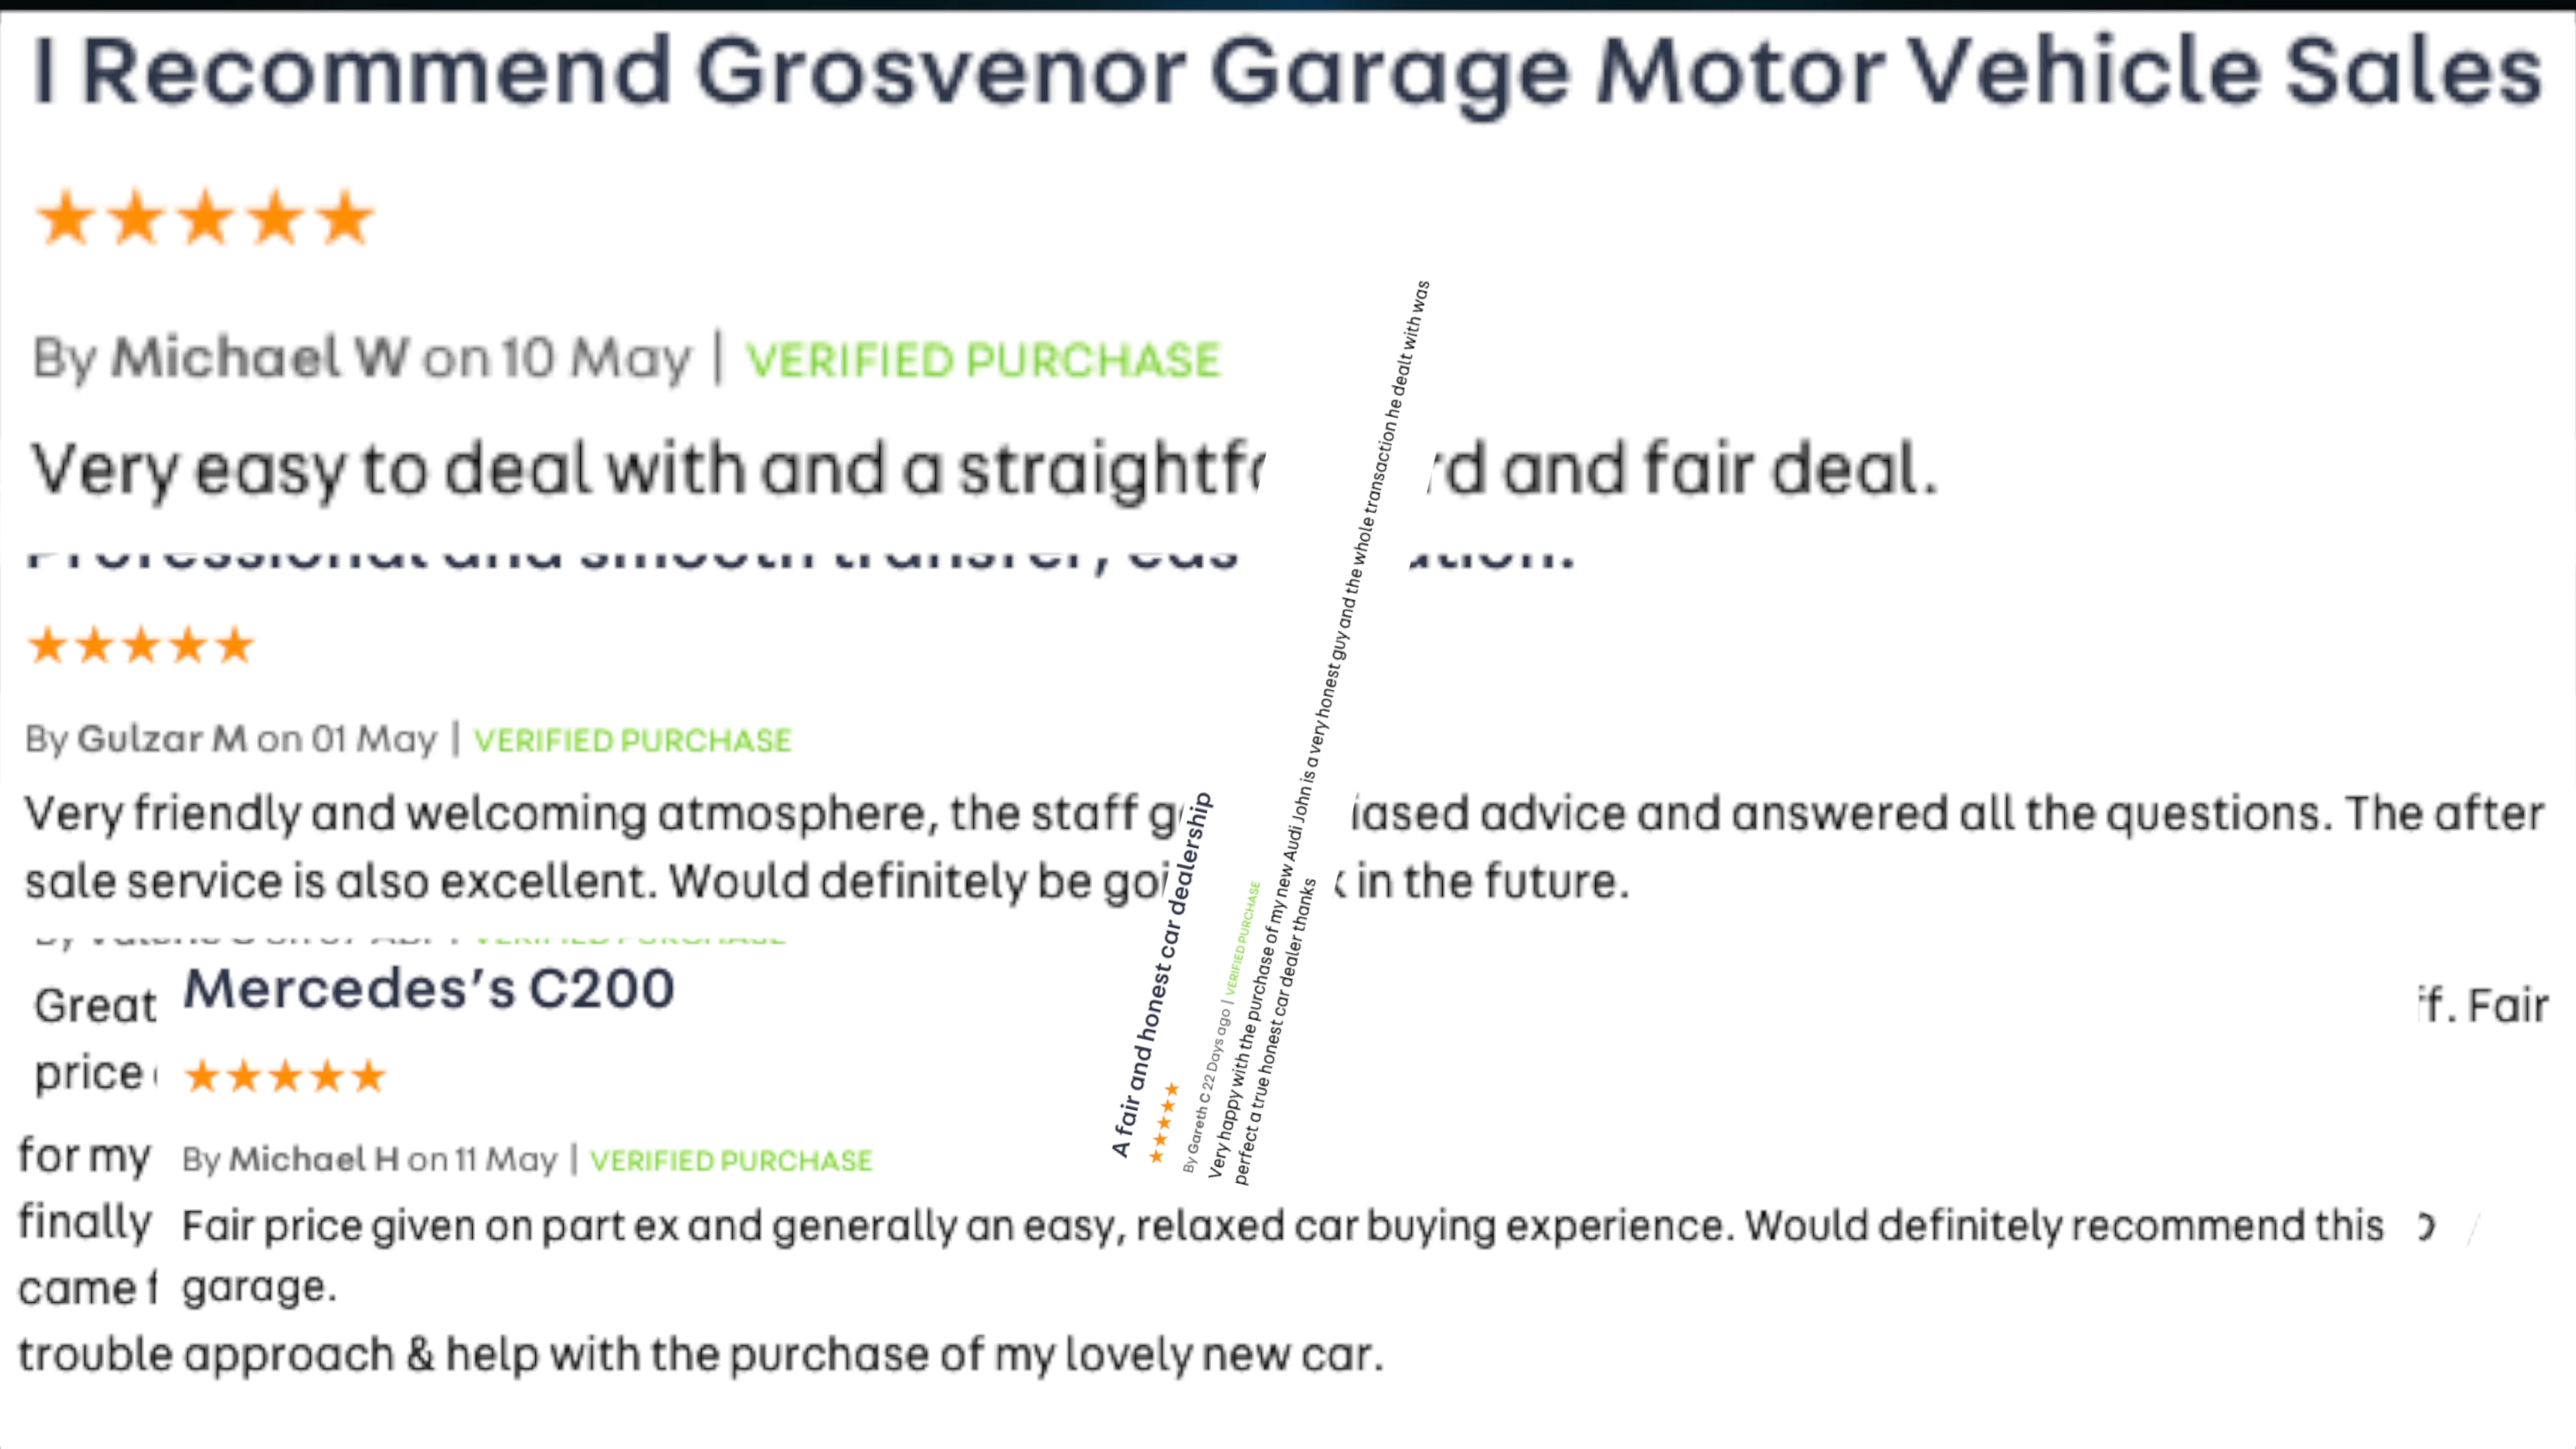 I Recommend Grosvenor Garage Motor Vehicle Sales
By Michael W on 10 May | VERIFIED PURCHASE
Very easy to deal with and a and fair deal.
Professional and smooth transfer,
By Gulzar M on 01 May | VERIFIED PURCHASE
Very friendly and welcoming atmosphere, the staff advice and answered all the questions. The after
sale service is also excellent. Would definitely be in the future.
A fair and honest car dealership
By Gareth C 22 Days ago | VERIFIED PURCHASE
Very happy with the purchase of my new Audi John is a very honest guy and the whole transaction he dealt with was
perfect a true honest car dealer thanks
VERIFIED PURCHASE
Great Fair
price
Mercedes’s C200
for my
By Michael H on 11 May | VERIFIED PURCHASE
finally
Fair price given on part ex and generally an easy, relaxed car buying experience. Would definitely recommend this
came
garage.
trouble approach & help with the purchase of my lovely new car.